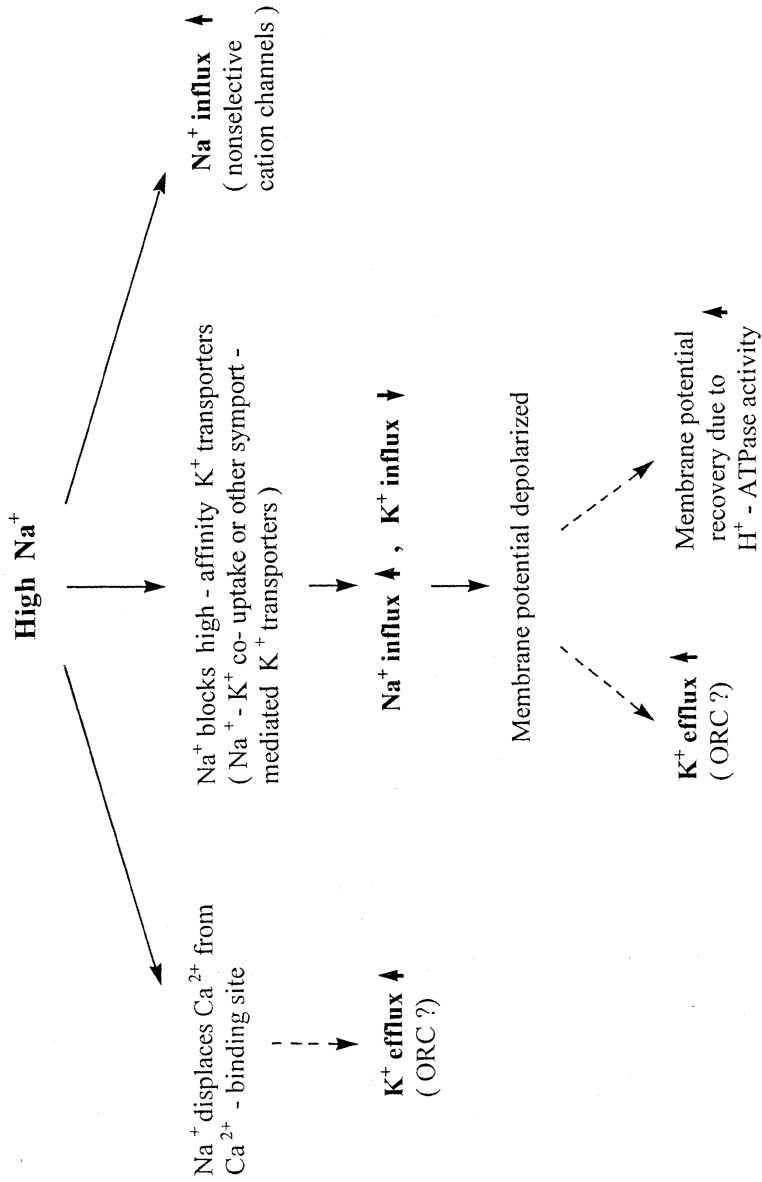 High Na⁺
Na⁺ displaces Ca²⁺ from
Ca²⁺ - binding site
K⁺ efflux ↑
( ORC ?)
Na⁺ blocks high - affinity K⁺ transporters
( Na⁺ - K⁺ co- uptake or other symport -
mediated K⁺ transporters )
Na⁺ influx ↑ , K⁺ influx ↓
Membrane potential depolarized
K⁺ efflux ↑
( ORC ?)
Membrane potential
recovery due to
H⁺ - ATPase activity ↑
Na⁺ influx ↑
( nonselective
cation channels )